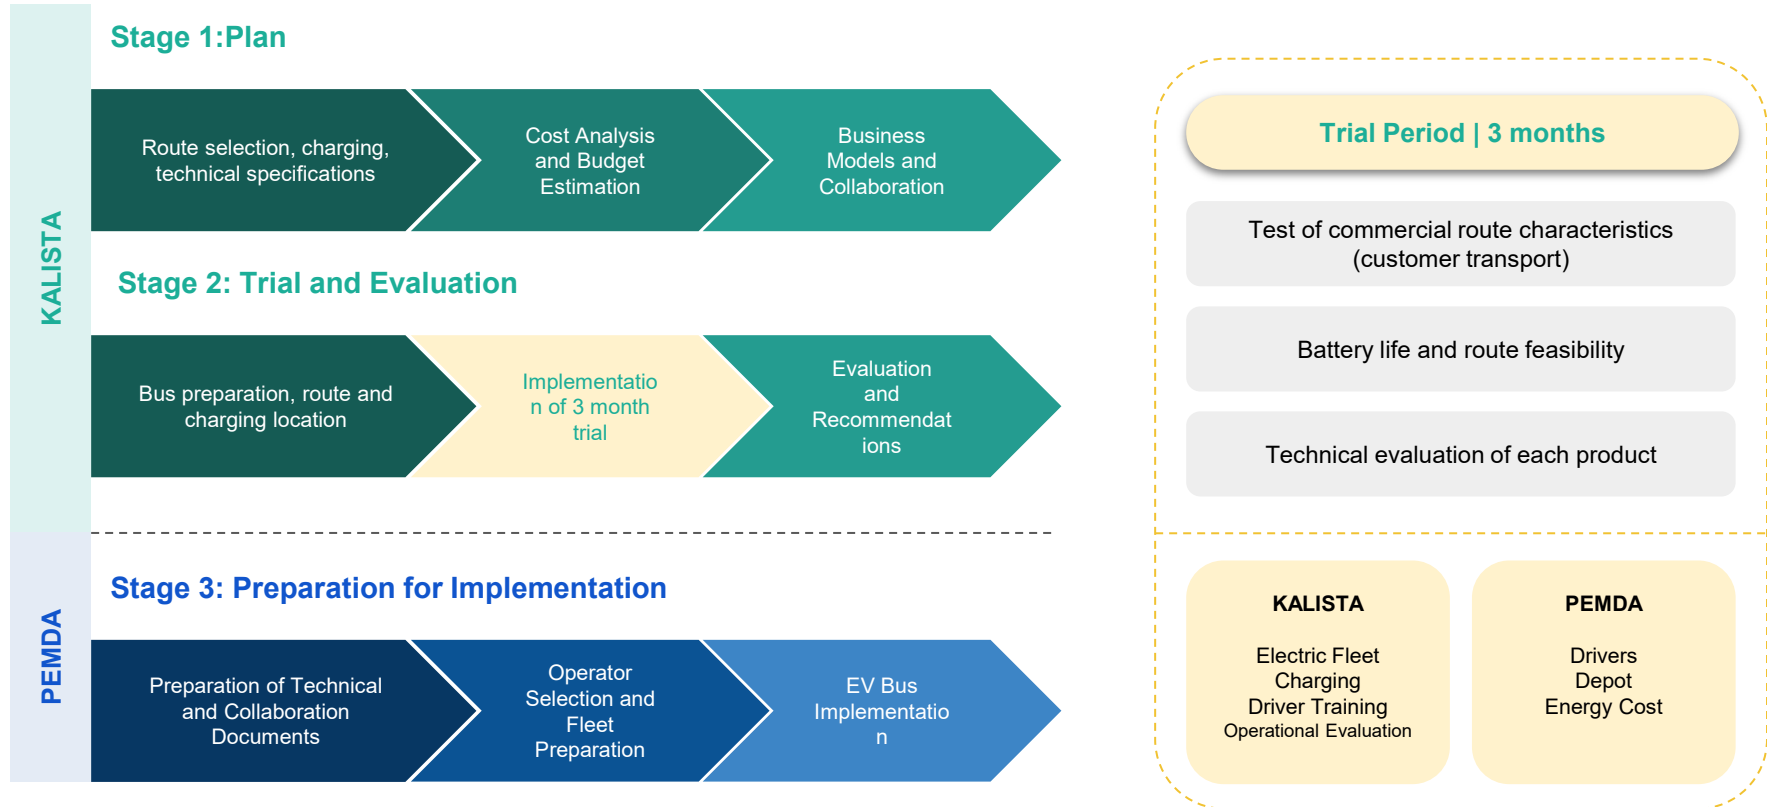 KALISTA
Stage 1:Plan
Route selection, charging,
technical specifications
Cost Analysis
and Budget
Estimation
Business
Models and
Collaboration
Stage 2: Trial and Evaluation
Bus preparation, route and
charging location
Implementatio
n of 3 month
trial
Evaluation
and
Recommendat
ions
PEMDA
Stage 3: Preparation for Implementation
Preparation of Technical
and Collaboration
Documents
Operator
Selection and
Fleet
Preparation
EV Bus
Implementatio
n
Trial Period | 3 months
Test of commercial route characteristics
(customer transport)
Battery life and route feasibility
Technical evaluation of each product
KALISTA
Electric Fleet
Charging
Driver Training
Operational Evaluation
PEMDA
Drivers
Depot
Energy Cost